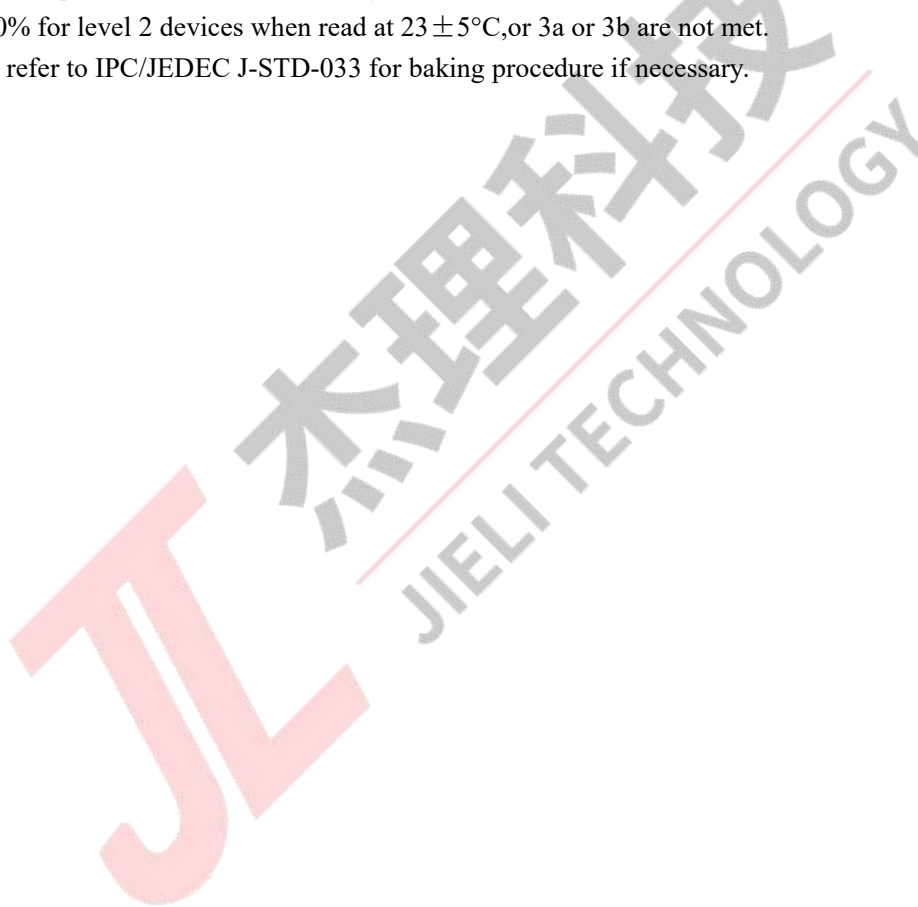 0% for level 2 devices when read at 23±5°C,or 3a or 3b are not met.
refer to IPC/JEDEC J-STD-033 for baking procedure if necessary.
杰理科技
JIELI TECHNOLOGY
JL